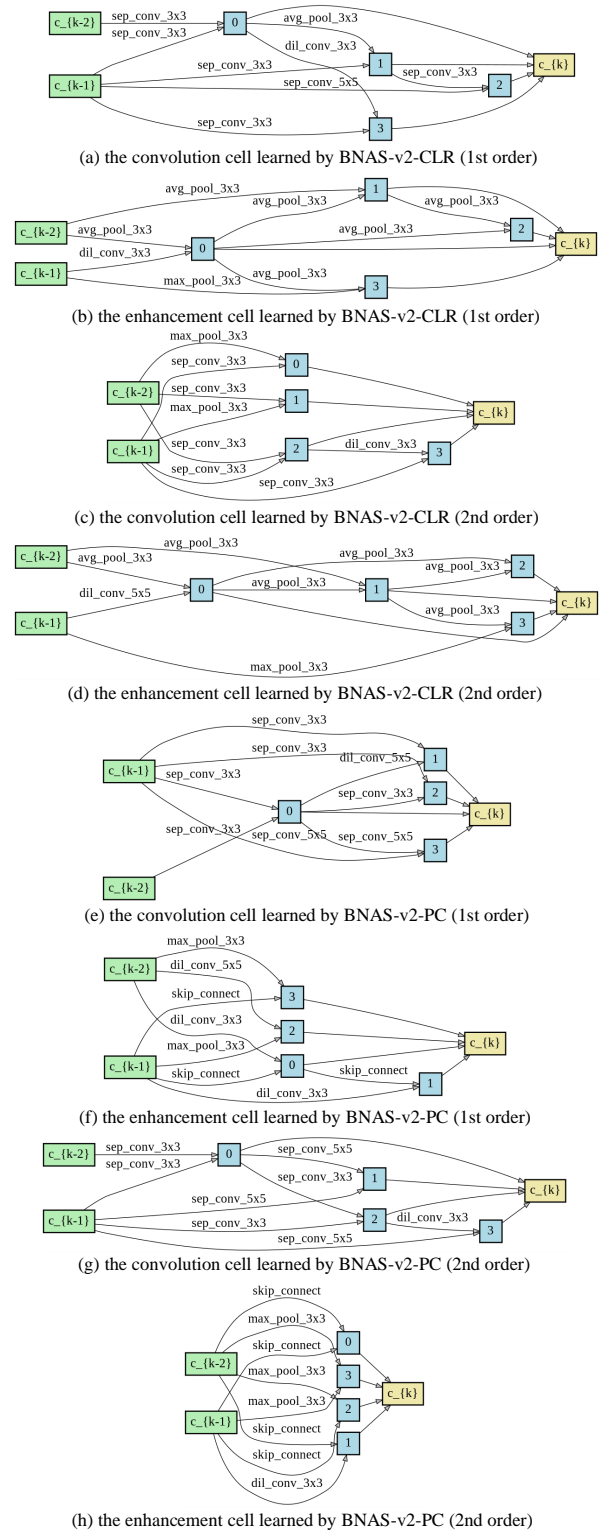 c_{k-2}
sep_conv_3x3
sep_conv_3x3
0
avg_pool_3x3
dil_conv_3x3
1
c_{k}
sep_conv_3x3
sep_conv_3x3
c_{k-1}
sep_conv_5x5
2
sep_conv_3x3
3
(a) the convolution cell learned by BNAS-v2-CLR (1st order)
avg_pool_3x3
1
avg_pool_3x3
avg_pool_3x3
c_{k-2}
avg_pool_3x3
avg_pool_3x3
2
dil_conv_3x3
0
c_{k}
c_{k-1}
max_pool_3x3
avg_pool_3x3
3
(b) the enhancement cell learned by BNAS-v2-CLR (1st order)
max_pool_3x3
sep_conv_3x3
0
c_{k-2}
sep_conv_3x3
1
max_pool_3x3
c_{k}
c_{k-1}
sep_conv_3x3
2
dil_conv_3x3
3
sep_conv_3x3
sep_conv_3x3
(c) the convolution cell learned by BNAS-v2-CLR (2nd order)
c_{k-2}
avg_pool_3x3
avg_pool_3x3
avg_pool_3x3
avg_pool_3x3
2
dil_conv_5x5
0
avg_pool_3x3
1
c_{k}
c_{k-1}
avg_pool_3x3
3
max_pool_3x3
(d) the enhancement cell learned by BNAS-v2-CLR (2nd order)
sep_conv_3x3
sep_conv_3x3
dil_conv_5x5
1
c_{k-1}
sep_conv_3x3
sep_conv_3x3
2
0
c_{k}
sep_conv_3x3
sep_conv_5x5
sep_conv_5x5
3
c_{k-2}
(e) the convolution cell learned by BNAS-v2-PC (1st order)
max_pool_3x3
c_{k-2}
dil_conv_5x5
skip_connect
3
dil_conv_3x3
2
c_{k}
max_pool_3x3
c_{k-1}
0
skip_connect
skip_connect
1
dil_conv_3x3
(f) the enhancement cell learned by BNAS-v2-PC (1st order)
c_{k-2}
sep_conv_3x3
sep_conv_3x3
0
sep_conv_5x5
sep_conv_3x3
1
c_{k}
sep_conv_5x5
c_{k-1}
sep_conv_3x3
2
dil_conv_3x3
3
sep_conv_5x5
(g) the convolution cell learned by BNAS-v2-PC (2nd order)
skip_connect
max_pool_3x3
skip_connect
0
c_{k-2}
max_pool_3x3
3
c_{k}
max_pool_3x3
2
c_{k-1}
skip_connect
1
skip_connect
dil_conv_3x3
(h) the enhancement cell learned by BNAS-v2-PC (2nd order)